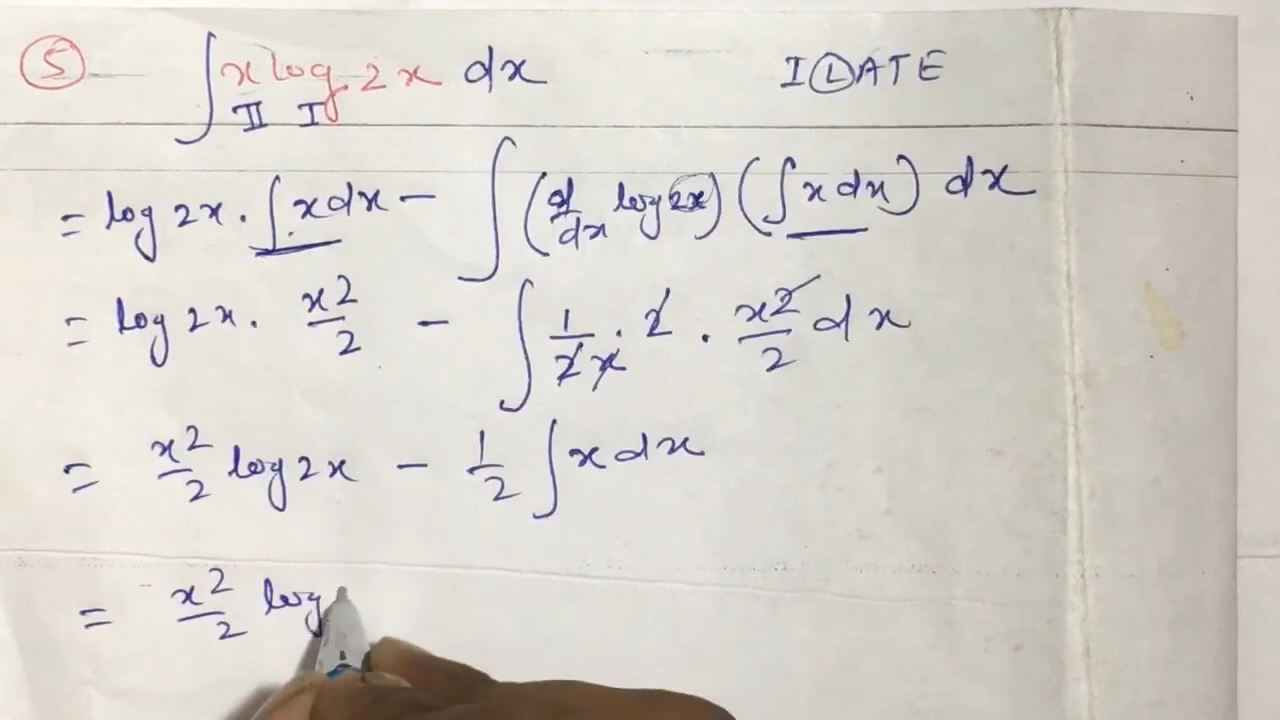 5 ∫ x log 2x dx I L A T E
II I
= log 2x . ∫ x dx − ∫ (d/dx log 2x) (∫ x dx) dx
= log 2x . x²/2 − ∫ 1/2x . 2 . x²/2 dx
= x²/2 log 2x − 1/2 ∫ x dx
= x²/2 log